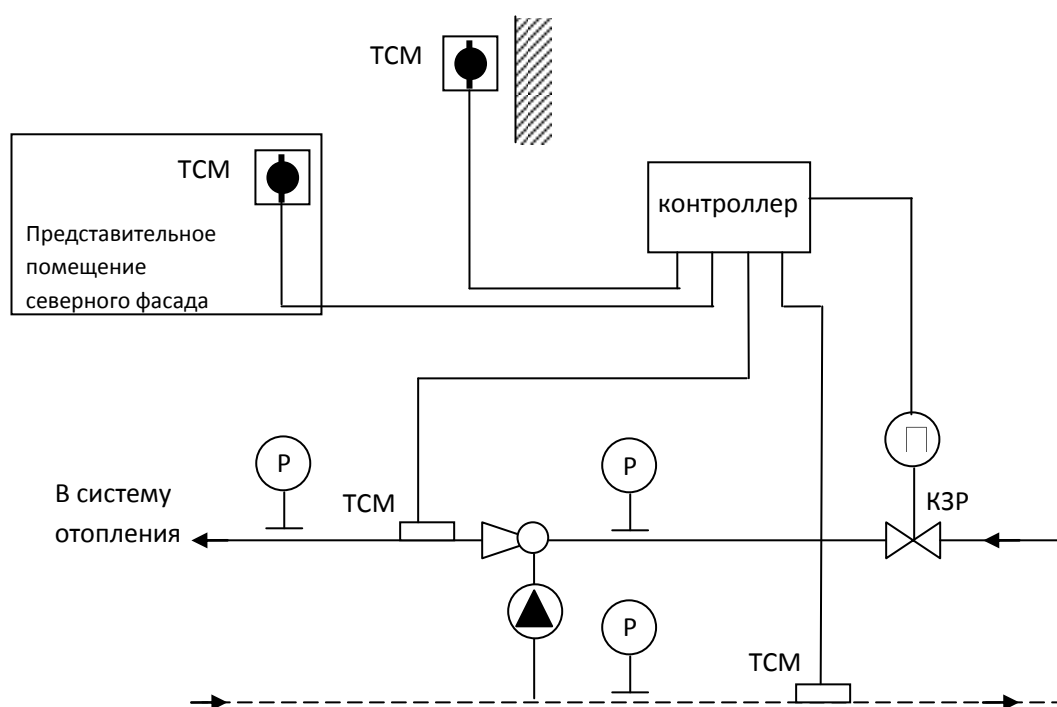 ТСМ
ТСМ
Представительное
помещение
северного фасада
контроллер
П
Р
Р
В систему
отопления
ТСМ
КЗР
Р
ТСМ